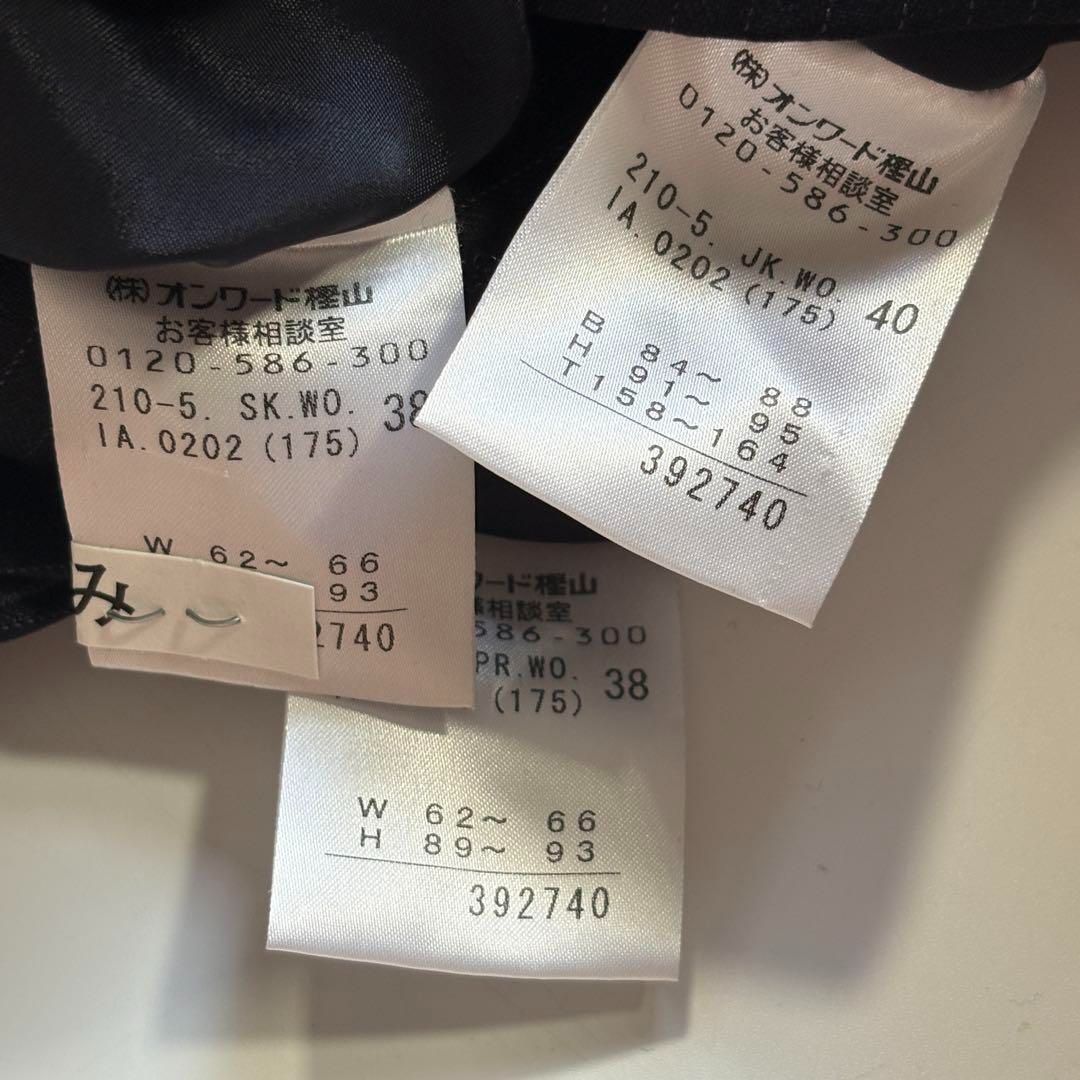 (株)オンワード樫山
お客様相談室
0120-586-300
210-5. SK.WO. 38
IA.0202(175)
W 62〜 66
93
2740
み
(株)オンワード樫山
お客様相談室
0120-586-300
210-5. JK.WO. 40
IA.0202(175)
B 84〜 88
H 91〜 95
T158〜164
392740
ワード樫山
様相談室
586-300
PR.WO. 38
(175)
W 62〜 66
H 89〜 93
392740